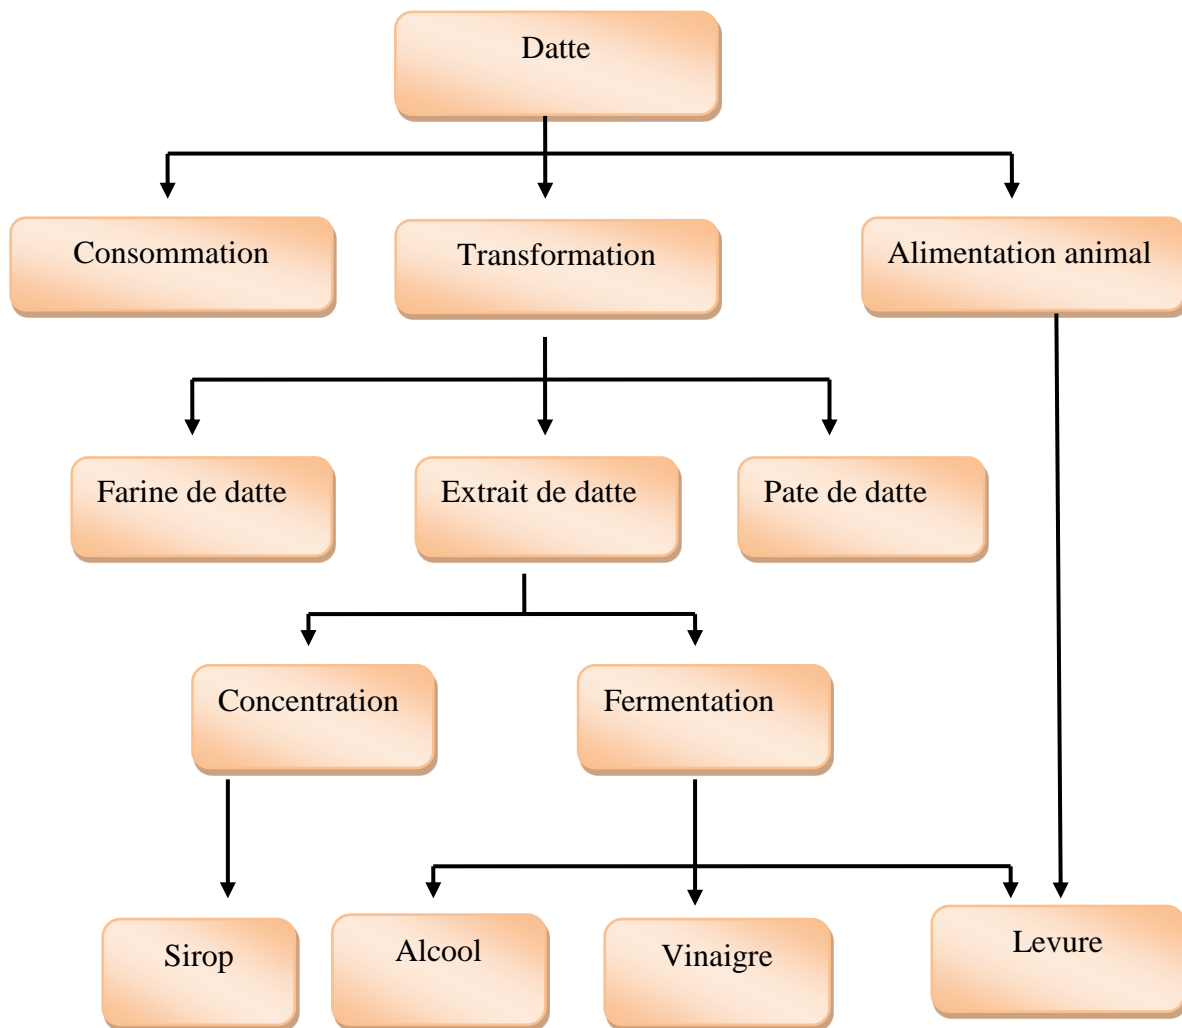 Datte
Consommation
Transformation
Alimentation animal
Farine de datte
Extrait de datte
Pate de datte
Concentration
Fermentation
Sirop
Alcool
Vinaigre
Levure